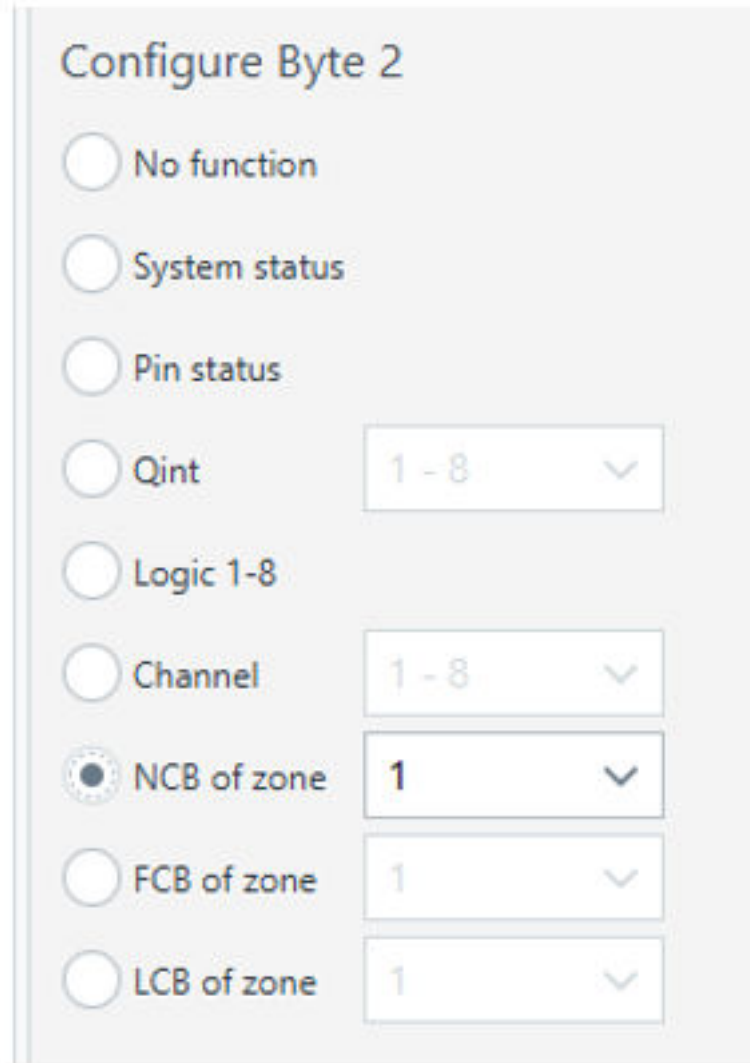 Configure Byte 2
No function
System status
Pin status
Qint 1 - 8
Logic 1-8
Channel 1 - 8
NCB of zone 1
FCB of zone 1
LCB of zone 1